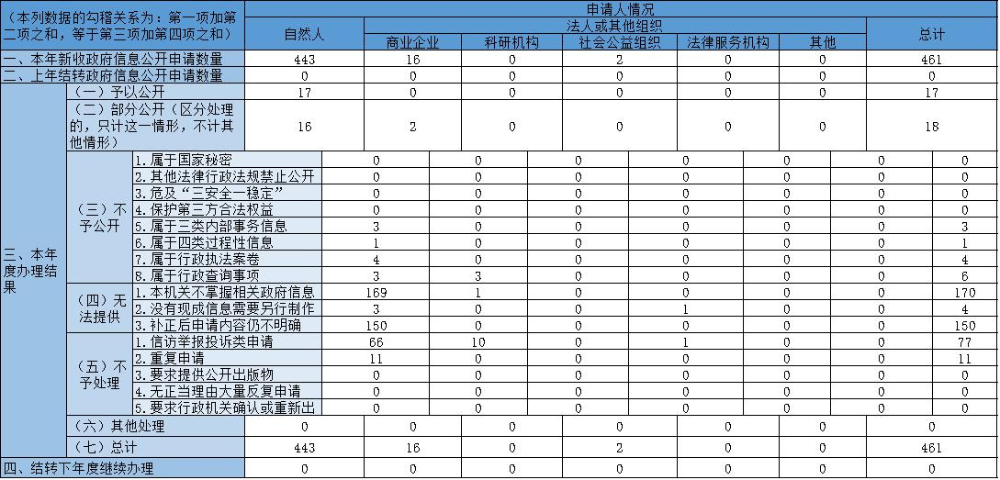 （本列数据的勾稽关系为：第一项加第
二项之和，等于第三项加第四项之和）
申请人情况
自然人
法人或其他组织
总计
商业企业 科研机构 社会公益组织 法律服务机构 其他
一、本年新收政府信息公开申请数量 443 16 0 2 0 0 461
二、上年结转政府信息公开申请数量 0 0 0 0 0 0 0
三、本年
度办理结
果
（一）予以公开 17 0 0 0 0 0 17
（二）部分公开（区分处理
的，只计这一情形，不计其
他情形） 16 2 0 0 0 0 18
（三）不
予公开
1.属于国家秘密 0 0 0 0 0 0 0
2.其他法律行政法规禁止公开 0 0 0 0 0 0 0
3.危及“三安全一稳定” 0 0 0 0 0 0 0
4.保护第三方合法权益 0 0 0 0 0 0 0
5.属于三类内部事务信息 3 0 0 0 0 0 3
6.属于四类过程性信息 1 0 0 0 0 0 1
7.属于行政执法案卷 4 0 0 0 0 0 4
8.属于行政查询事项 3 3 0 0 0 0 6
（四）无
法提供
1.本机关不掌握相关政府信息 169 1 0 0 0 0 170
2.没有现成信息需要另行制作 3 0 0 1 0 0 4
3.补正后申请内容仍不明确 150 0 0 0 0 0 150
（五）不
予处理
1.信访举报投诉类申请 66 10 0 1 0 0 77
2.重复申请 11 0 0 0 0 0 11
3.要求提供公开出版物 0 0 0 0 0 0 0
4.无正当理由大量反复申请 0 0 0 0 0 0 0
5.要求行政机关确认或重新出 0 0 0 0 0 0 0
（六）其他处理 0 0 0 0 0 0 0
（七）总计 443 16 0 2 0 0 461
四、结转下年度继续办理 0 0 0 0 0 0 0